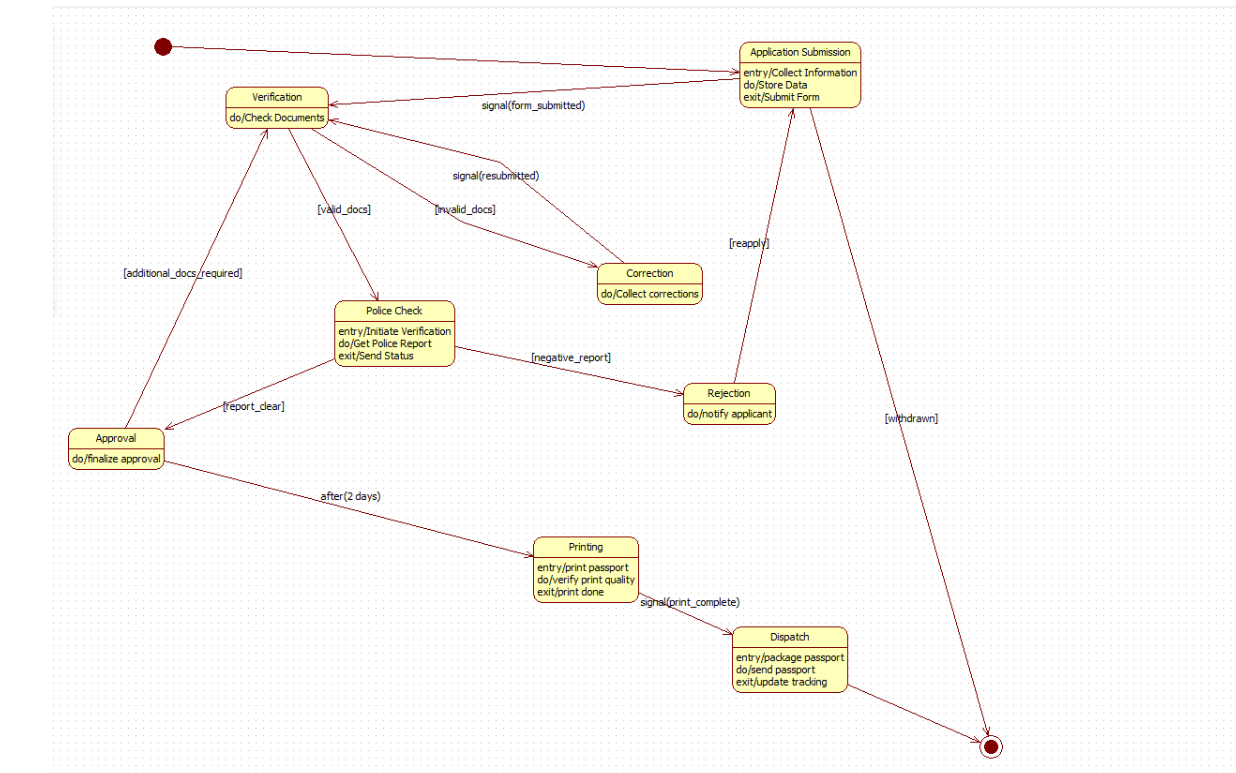 Application Submission
entry/Collect Information
do/Store Data
exit/Submit Form
Verification
do/Check Documents
signal(form_submitted)
signal(resubmitted)
[valid_docs]
[invalid_docs]
[reapply]
[additional_docs_required]
Correction
do/Collect corrections
Police Check
entry/Initiate Verification
do/Get Police Report
exit/Send Status
[negative_report]
Rejection
do/notify applicant
[report_clear]
[withdrawn]
Approval
do/finalize approval
after(2 days)
Printing
entry/print passport
do/verify print quality
exit/print done
signal(print_complete)
Dispatch
entry/package passport
do/send passport
exit/update tracking